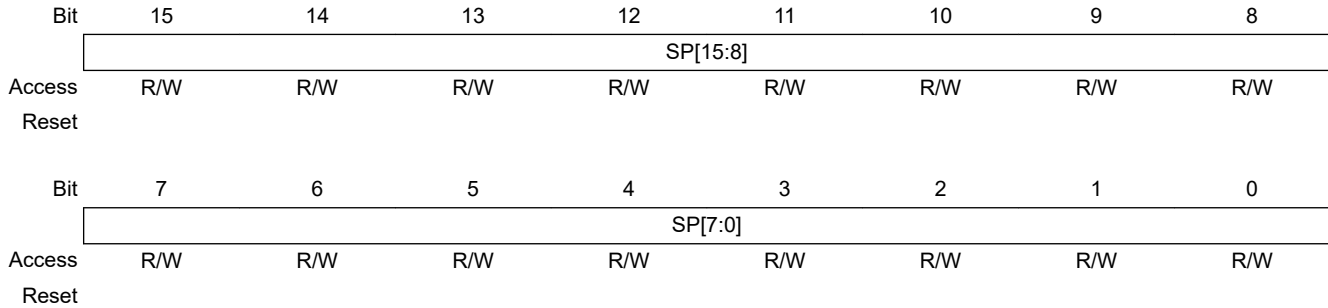 Bit 15 14 13 12 11 10 9 8
SP[15:8]
Access R/W R/W R/W R/W R/W R/W R/W R/W
Reset
Bit 7 6 5 4 3 2 1 0
SP[7:0]
Access R/W R/W R/W R/W R/W R/W R/W R/W
Reset